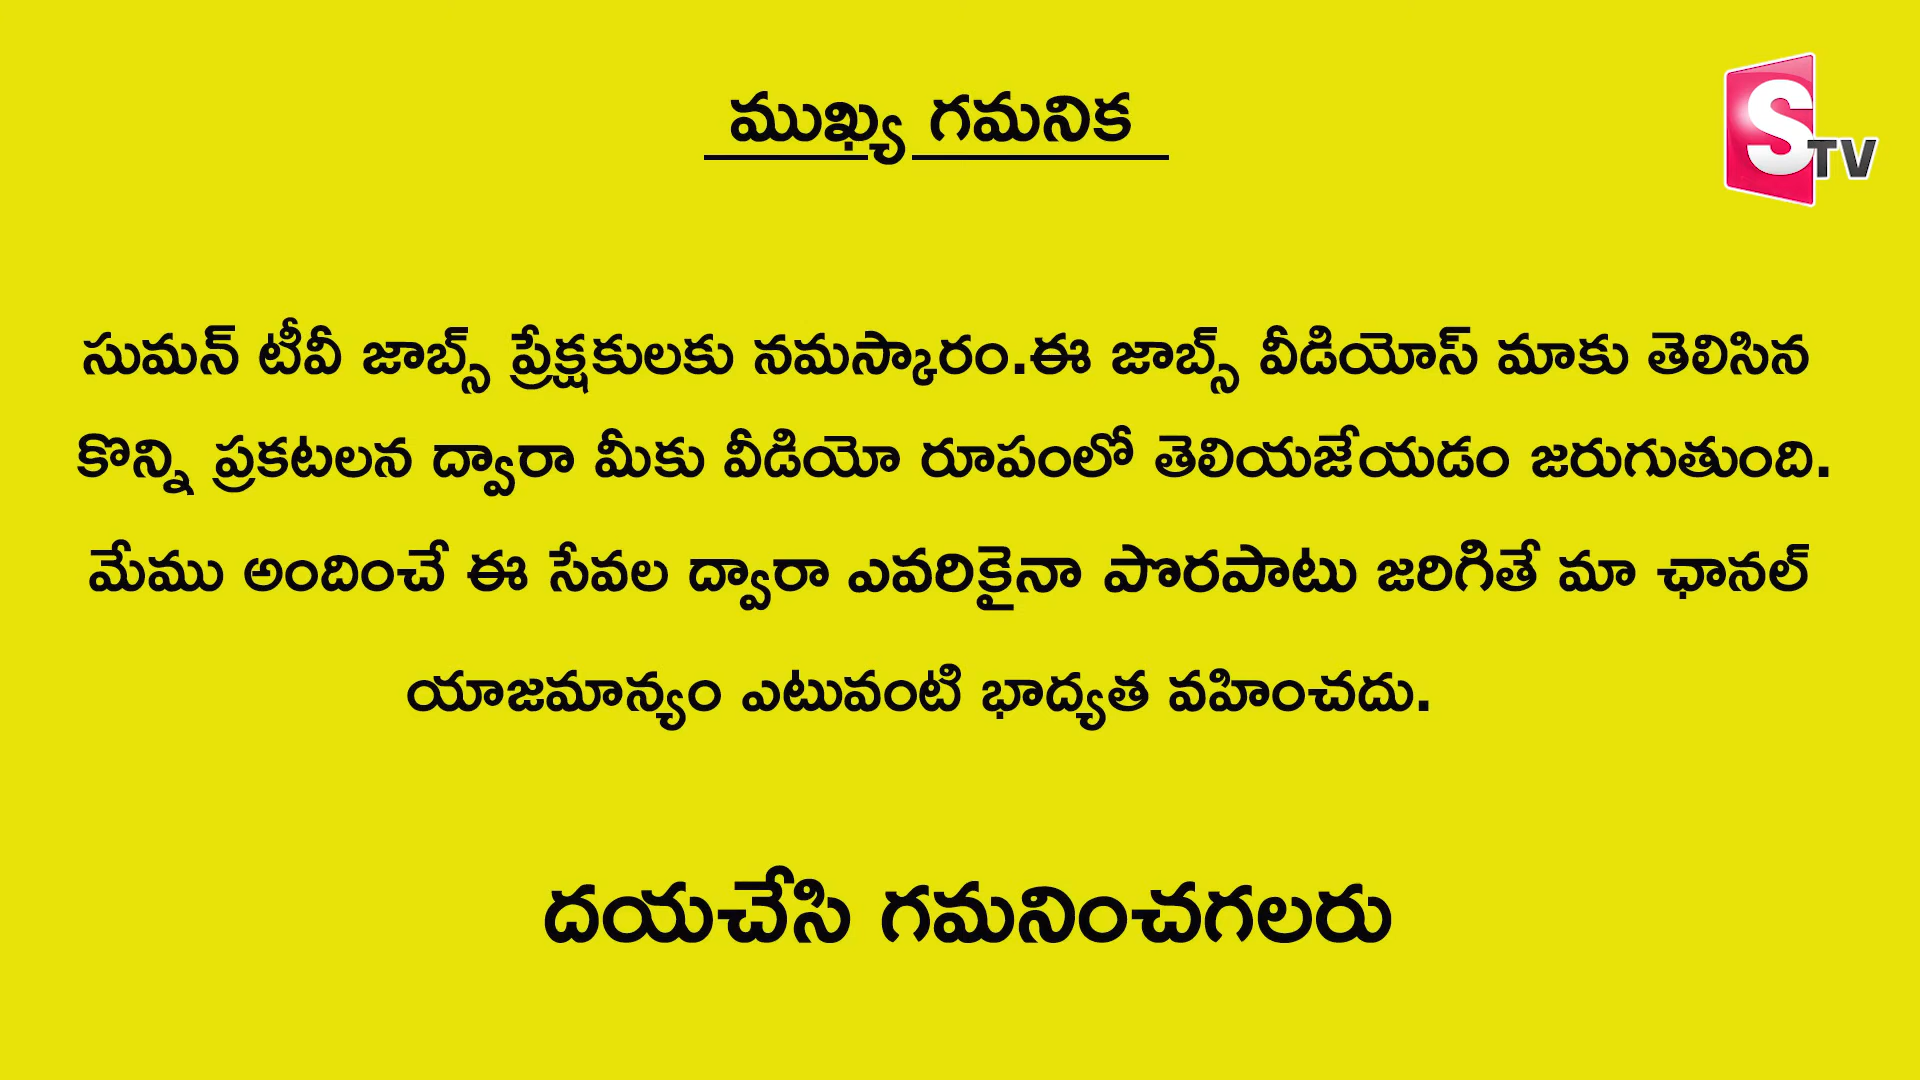 ముఖ్య గమనిక
STV
సుమన్ టీవీ జాబ్స్ ప్రేక్షకులకు నమస్కారం.ఈ జాబ్స్ వీడియోస్ మాకు తెలిసిన
కొన్ని ప్రకటలన ద్వారా మీకు వీడియో రూపంలో తెలియజేయడం జరుగుతుంది.
మేము అందించే ఈ సేవల ద్వారా ఎవరికైనా పొరపాటు జరిగితే మా ఛానల్
యాజమాన్యం ఎటువంటి భాద్యత వహించదు.
దయచేసి గమనించగలరు